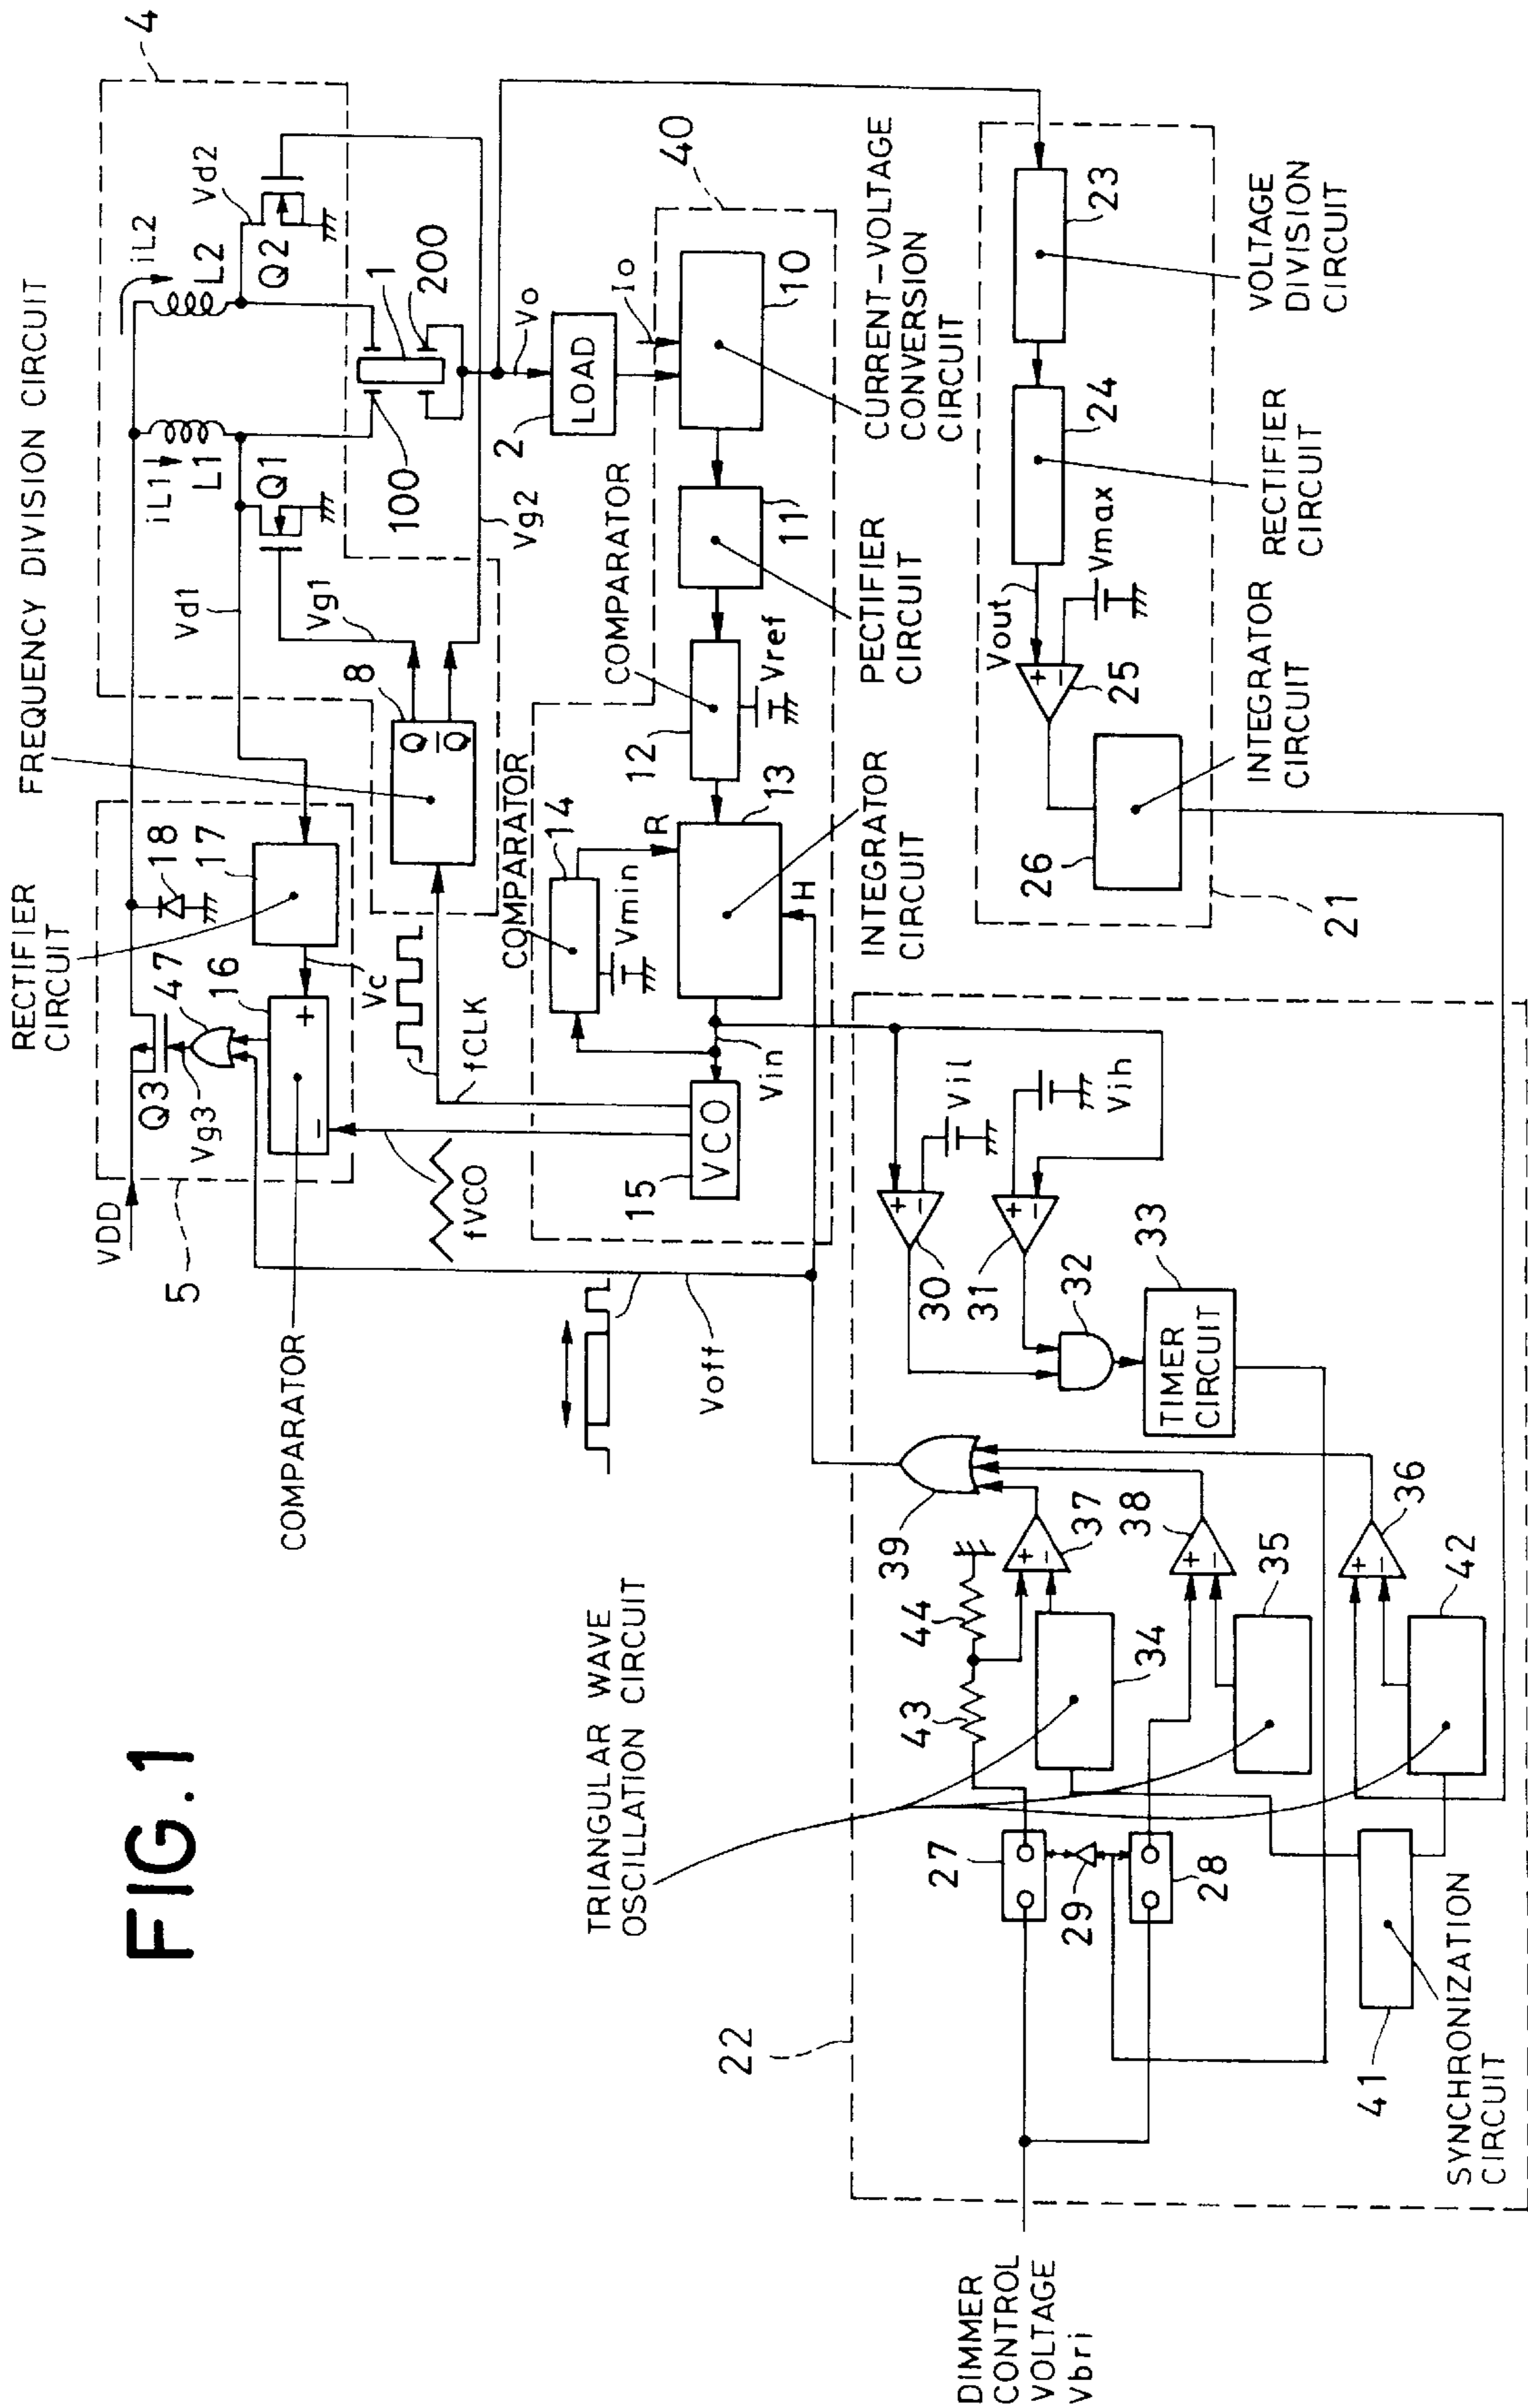 FIG.1
FREQUENCY DIVISION CIRCUIT
4
RECTIFIER
CIRCUIT
iL2
Vd2
iL1
L2
L1
Q2
Q1
Vd1
18
17
47
16
Q3
Vg3
Vc
+
−
VDD
5
COMPARATOR
8
Q
Q
Vg1
Vg2
100
200
1
Vo
2
LOAD
Io
40
10
CURRENT-VOLTAGE
CONVERSION
CIRCUIT
11
PECTIFIER
CIRCUIT
COMPARATOR
12
Vref
COMPARATOR
14
Vmin
R
13
H
INTEGRATOR
CIRCUIT
fCLK
fVCO
15
VCO
Vin
Voff
VOLTAGE
DIVISION
CIRCUIT
23
24
RECTIFIER
CIRCUIT
Vout
Vmax
+
−
25
INTEGRATOR
CIRCUIT
26
21
Vil
Vih
+
−
30
+
−
31
32
33
TIMER
CIRCUIT
39
37
+
−
38
+
−
36
+
−
44
43
34
35
42
TRIANGULAR WAVE
OSCILLATION CIRCUIT
27
29
28
41
SYNCHRONIZATION
CIRCUIT
22
DIMMER
CONTROL
VOLTAGE
Vbri